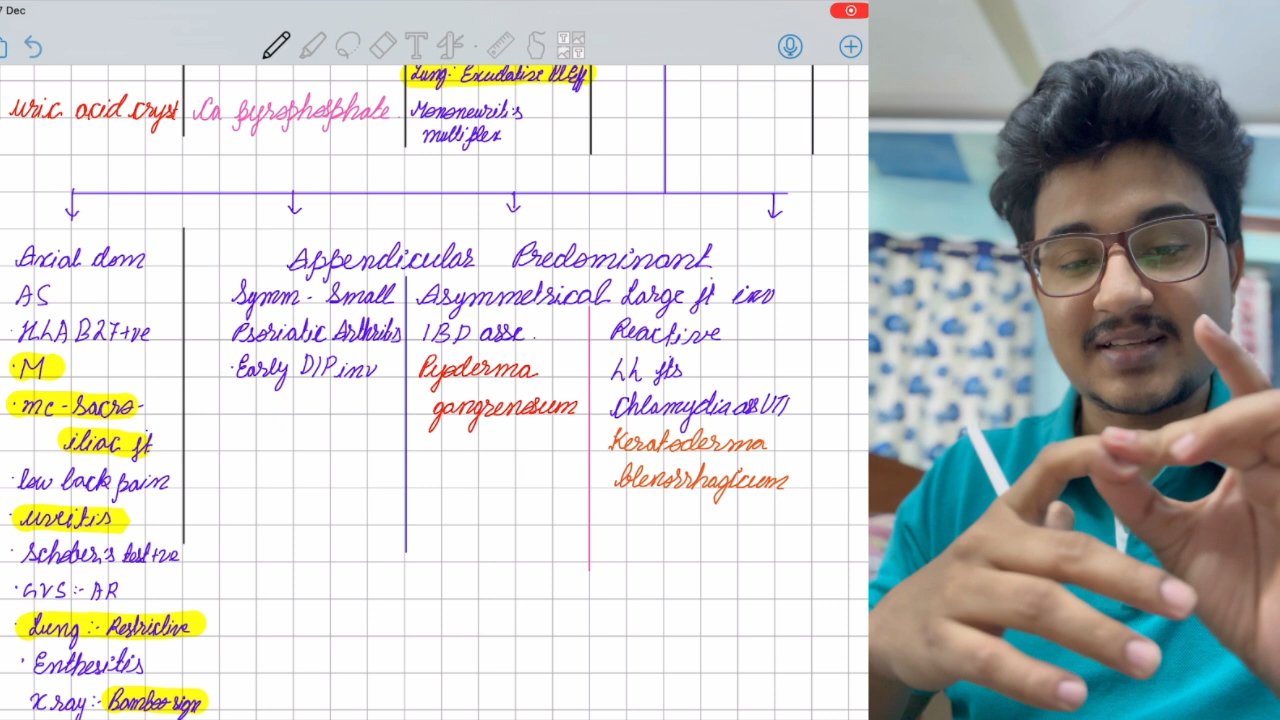 7 Dec
Lung: Exudative Pl Eff
uric acid cryst
Ca pyrophosphate
Mononeuritis
multiplex
Axial dom
Appendicular Predominant
AS
Symm - Small
Asymmetrical Large jt inv
HLA B27+ve
Psoriatic Arthritis
IBD asso.
Reactive
M
Early DIP inv
Pyoderma
LL jts
mc - Sacro-
gangrenosum
Chlamydia ass UTI
iliac jt
Keratoderma
low back pain
blenorrhagicum
uveitis
Schober's test +ve
CVS :- AR
Lung :- Restrictive
Enthesitis
X ray :- Bamboo sign